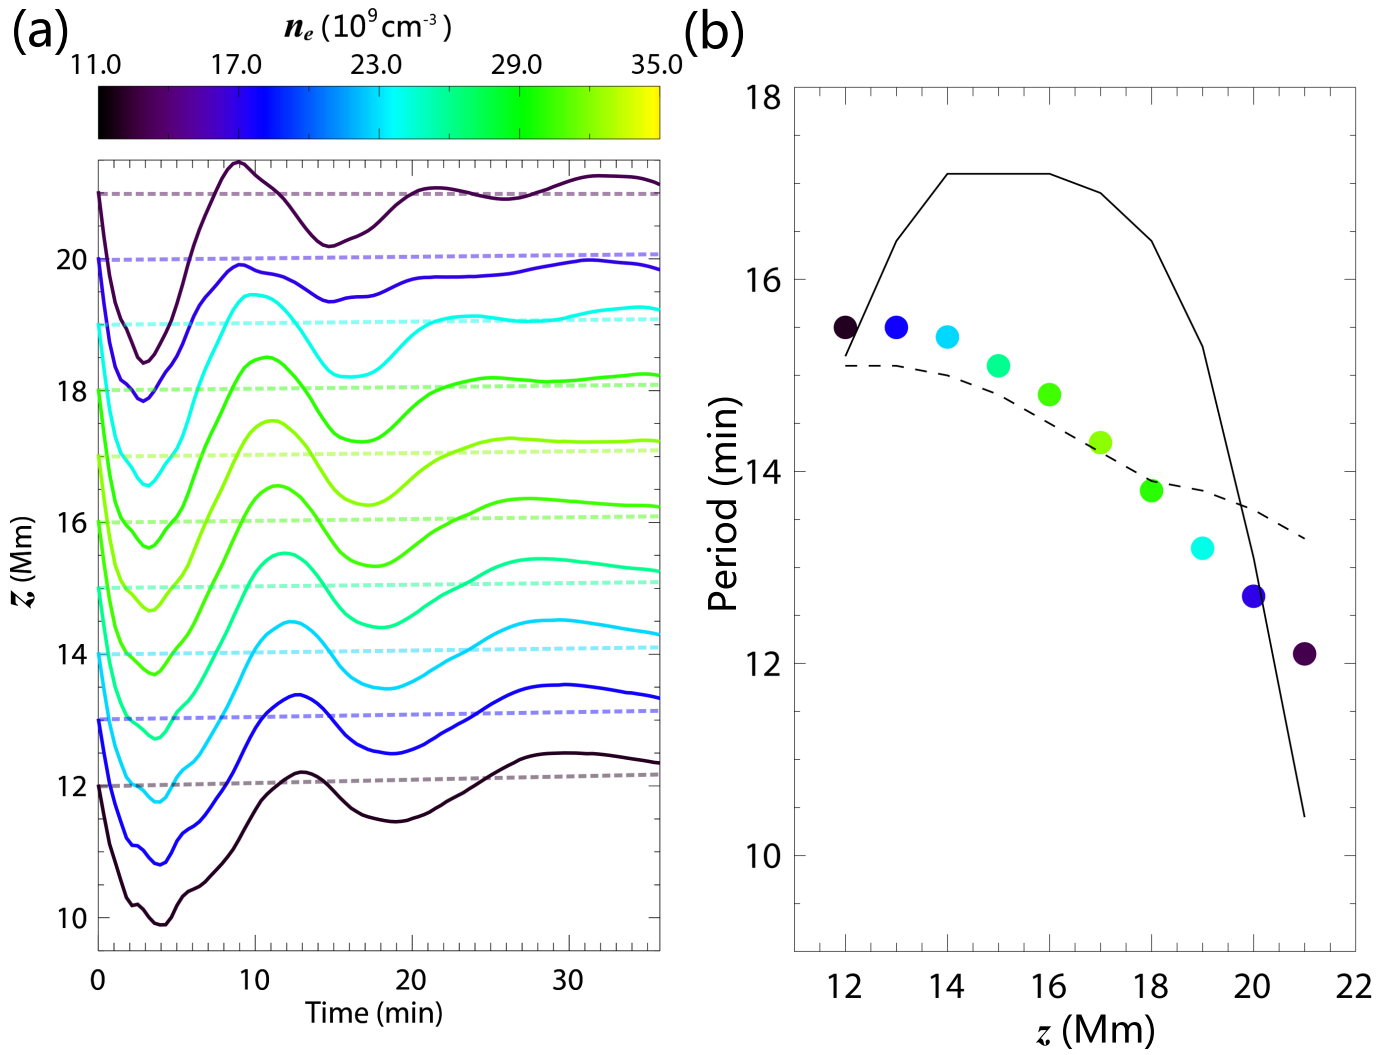 (a)
n_e (10^9 cm^-3)
11.0 17.0 23.0 29.0 35.0
20
18
16
14
12
10
z (Mm)
0 10 20 30
Time (min)
(b)
18
16
14
12
10
Period (min)
12 14 16 18 20 22
z (Mm)